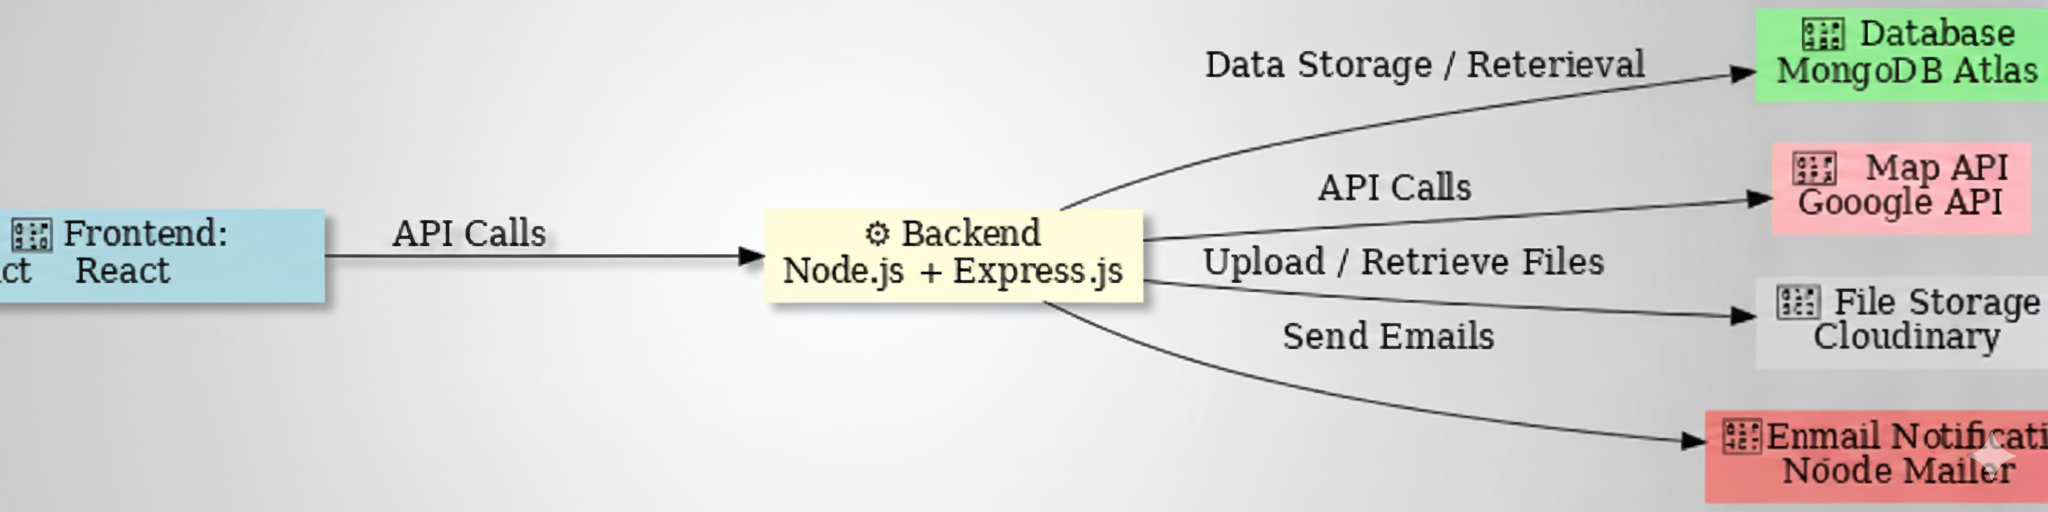 Frontend:
ct React
API Calls
⚙ Backend
Node.js + Express.js
Data Storage / Reterieval
API Calls
Upload / Retrieve Files
Send Emails
Database
MongoDB Atlas
Map API
Gooogle API
File Storage
Cloudinary
Enmail Notificati
Noode Mailer